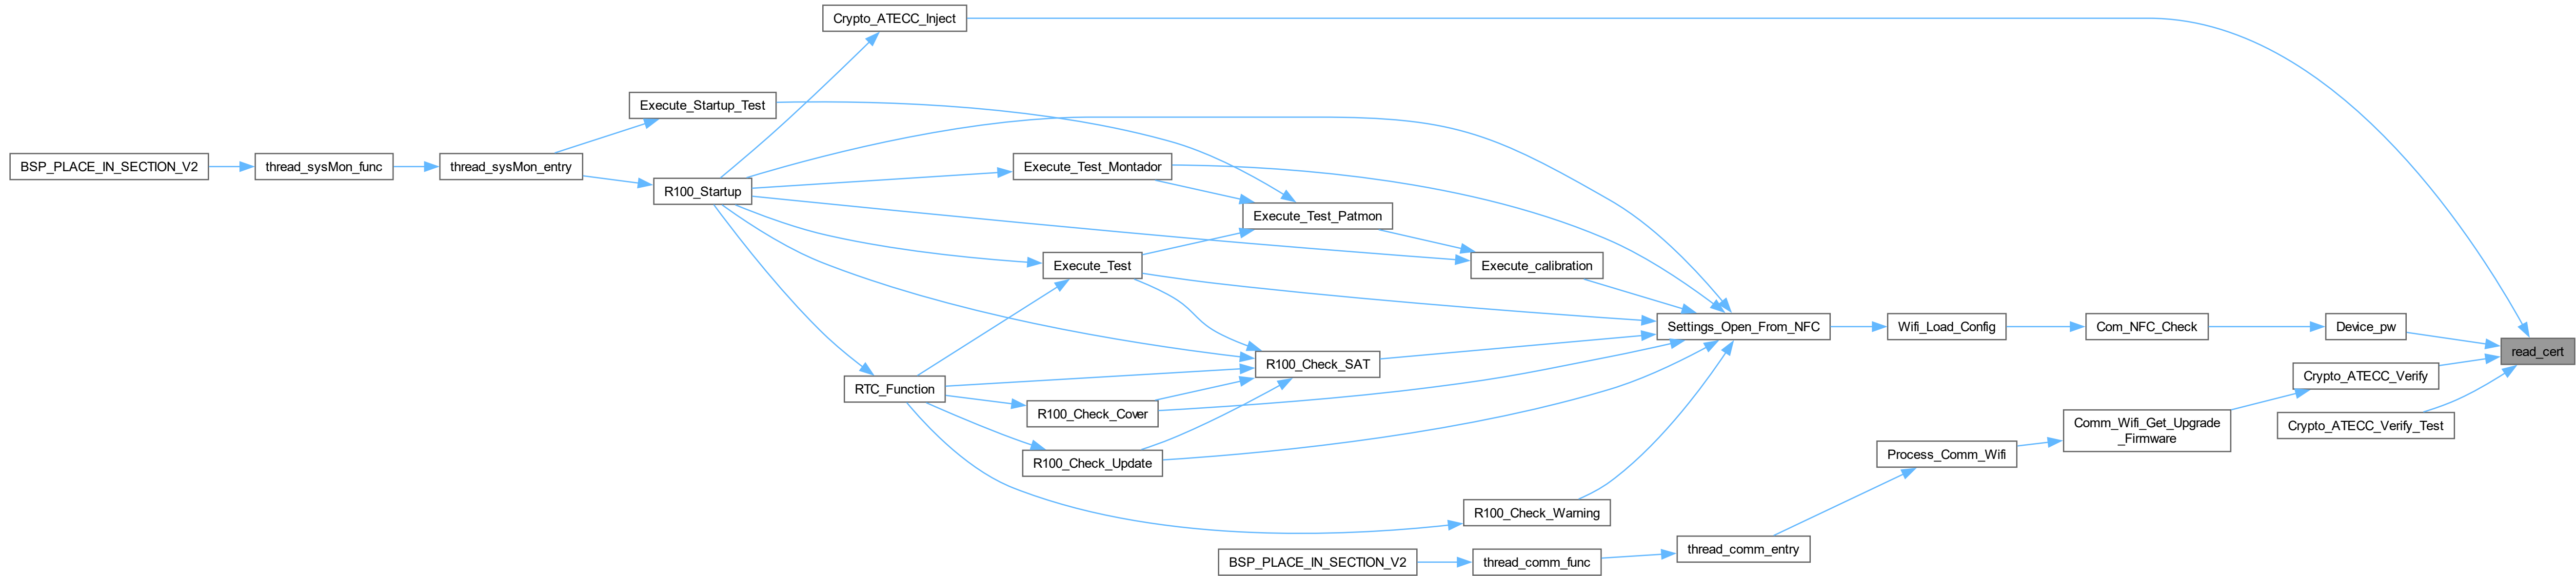 Crypto_ATECC_Inject
Execute_Startup_Test
BSP_PLACE_IN_SECTION_V2
thread_sysMon_func
thread_sysMon_entry
R100_Startup
Execute_Test_Montador
Execute_Test_Patmon
Execute_Test
Execute_calibration
Settings_Open_From_NFC
Wifi_Load_Config
Com_NFC_Check
Device_pw
read_cert
R100_Check_SAT
RTC_Function
Crypto_ATECC_Verify
R100_Check_Cover
Comm_Wifi_Get_Upgrade
_Firmware
Crypto_ATECC_Verify_Test
Process_Comm_Wifi
R100_Check_Update
R100_Check_Warning
thread_comm_entry
BSP_PLACE_IN_SECTION_V2
thread_comm_func